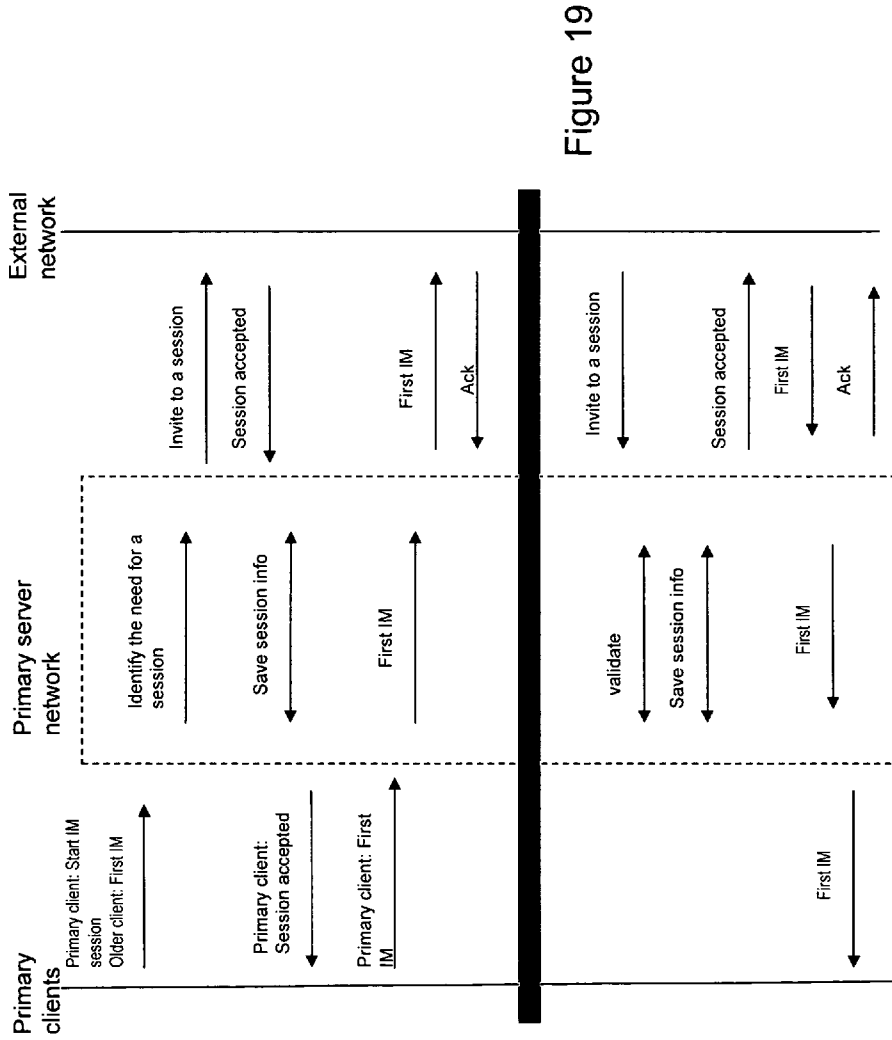 Primary
clients
Primary server
network
External
network
Primary client: Start IM
session
Older client: First IM
Identify the need for a
session
Invite to a session
Session accepted
Save session info
Primary client:
Session accepted
Primary client: First
IM
First IM
First IM
Ack
Invite to a session
validate
Save session info
Session accepted
First IM
First IM
First IM
Ack
Figure 19